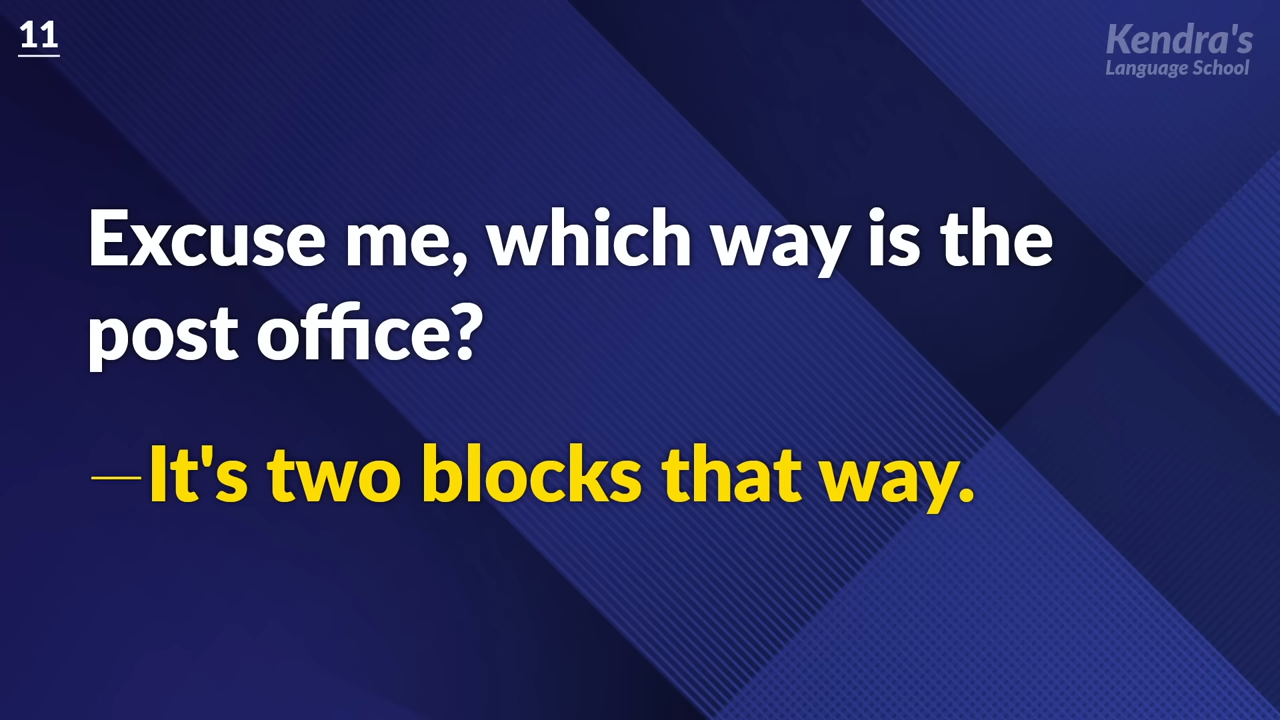 11
Kendra's
Language School
Excuse me, which way is the
post office?
—It's two blocks that way.